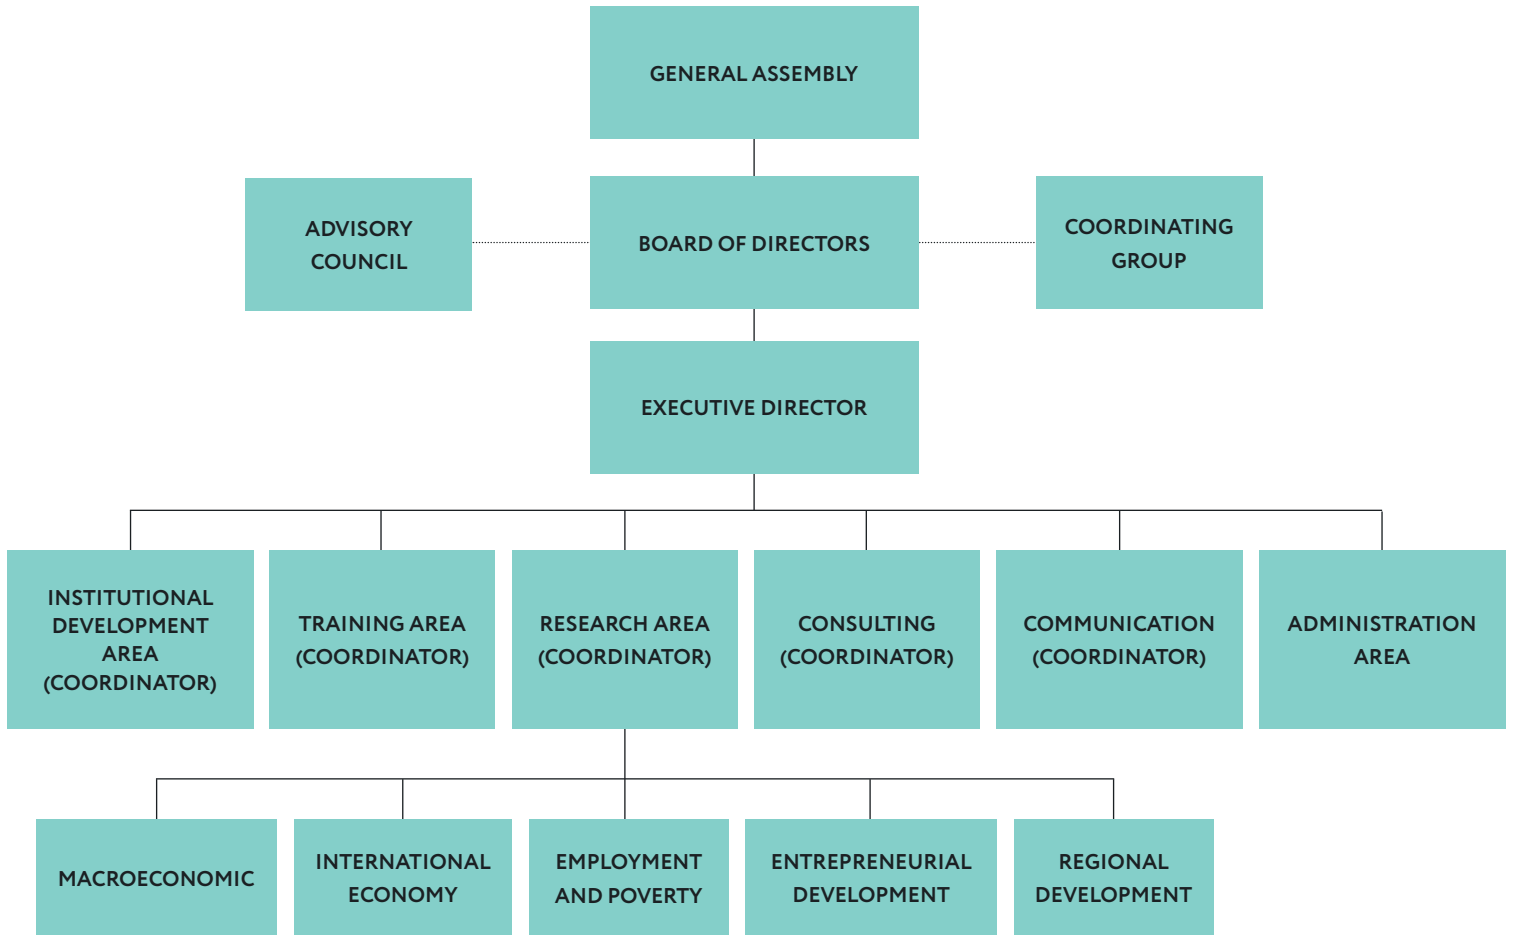 GENERAL ASSEMBLY
ADVISORY
COUNCIL
BOARD OF DIRECTORS
COORDINATING
GROUP
EXECUTIVE DIRECTOR
INSTITUTIONAL
DEVELOPMENT
AREA
(COORDINATOR)
TRAINING AREA
(COORDINATOR)
RESEARCH AREA
(COORDINATOR)
CONSULTING
(COORDINATOR)
COMMUNICATION
(COORDINATOR)
ADMINISTRATION
AREA
MACROECONOMIC
INTERNATIONAL
ECONOMY
EMPLOYMENT
AND POVERTY
ENTREPRENEURIAL
DEVELOPMENT
REGIONAL
DEVELOPMENT